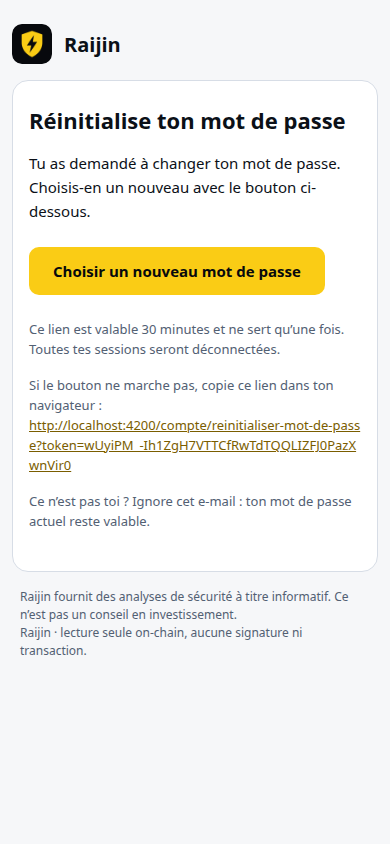 Raijin
Réinitialise ton mot de passe
Tu as demandé à changer ton mot de passe.
Choisis-en un nouveau avec le bouton ci-
dessous.
Choisir un nouveau mot de passe
Ce lien est valable 30 minutes et ne sert qu’une fois.
Toutes tes sessions seront déconnectées.
Si le bouton ne marche pas, copie ce lien dans ton
navigateur :
http://localhost:4200/compte/reinitialiser-mot-de-pass
e?token=wUyiPM_-Ih1ZgH7VTTCfRwTdTQQLIZFJ0PazX
wnVir0
Ce n’est pas toi ? Ignore cet e-mail : ton mot de passe
actuel reste valable.
Raijin fournit des analyses de sécurité à titre informatif. Ce
n’est pas un conseil en investissement.
Raijin · lecture seule on-chain, aucune signature ni
transaction.